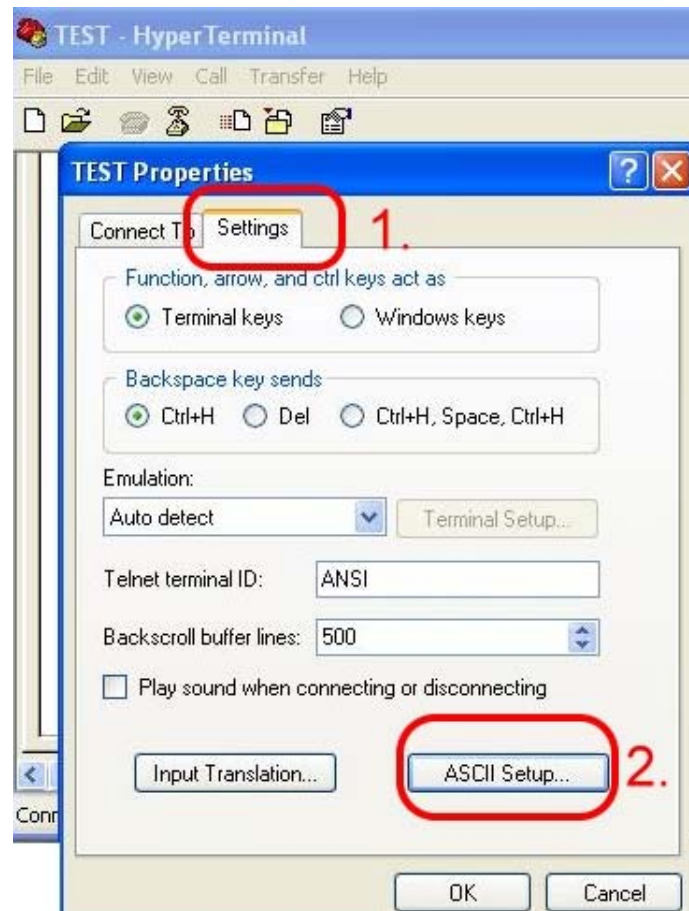 TEST - HyperTerminal
File Edit View Call Transfer Help
TEST Properties
Connect To Settings 1.
Function, arrow, and ctrl keys act as
Terminal keys Windows keys
Backspace key sends
Ctrl+H Del Ctrl+H, Space, Ctrl+H
Emulation:
Auto detect Terminal Setup...
Telnet terminal ID: ANSI
Backscroll buffer lines: 500
Play sound when connecting or disconnecting
Input Translation... ASCII Setup... 2.
Conn
OK Cancel